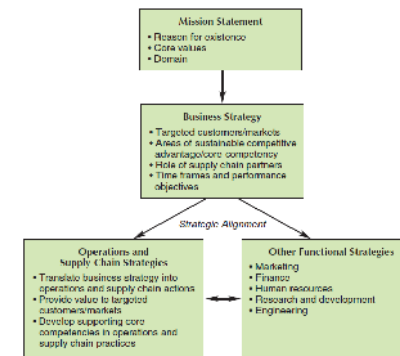 Mission Statement
• Reason for existence
• Core values
• Domain
Business Strategy
• Targeted customers/markets
• Areas of sustainable competitive
advantage/core competency
• Role of supply chain partners
• Time frames and performance
objectives
Strategic Alignment
Operations and
Supply Chain Strategies
• Translate business strategy into
operations and supply chain actions
• Provide value to targeted
customers/markets
• Develop supporting core
competencies in operations and
supply chain practices
Other Functional Strategies
• Marketing
• Finance
• Human resources
• Research and development
• Engineering